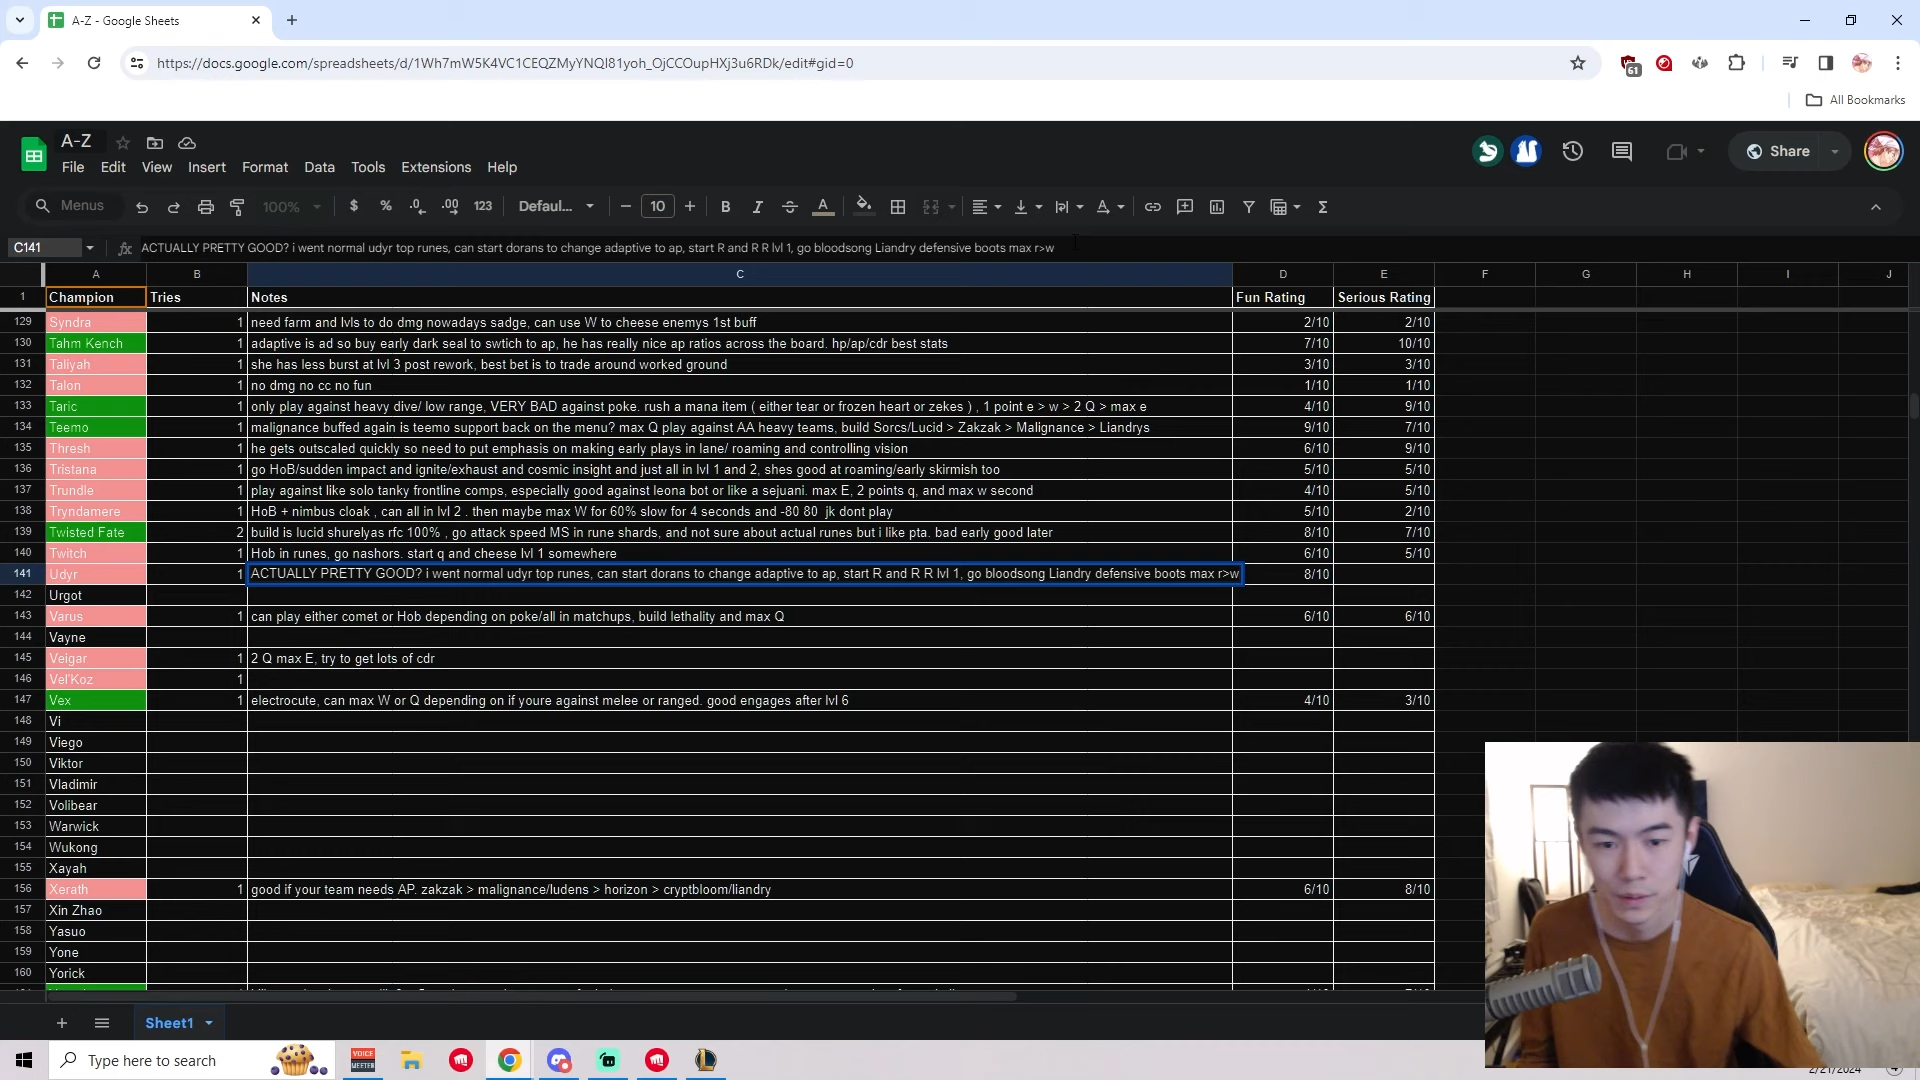 A-Z - Google Sheets
https://docs.google.com/spreadsheets/d/1Wh7mW5K4VC1CEQZMyYNQI81yoh_OjCCOupHXj3u6RDk/edit#gid=0
61
All Bookmarks
A-Z
File Edit View Insert Format Data Tools Extensions Help
Share
Menus 100% $ % .0 .00 123 Defaul... 10 B I A
C141 fx ACTUALLY PRETTY GOOD? i went normal udyr top runes, can start dorans to change adaptive to ap, start R and R R lvl 1, go bloodsong Liandry defensive boots max r>w
A B C D E F G H I J
1 Champion Tries Notes Fun Rating Serious Rating
129 Syndra 1 need farm and lvls to do dmg nowadays sadge, can use W to cheese enemys 1st buff 2/10 2/10
130 Tahm Kench 1 adaptive is ad so buy early dark seal to swtich to ap, he has really nice ap ratios across the board. hp/ap/cdr best stats 7/10 10/10
131 Taliyah 1 she has less burst at lvl 3 post rework, best bet is to trade around worked ground 3/10 3/10
132 Talon 1 no dmg no cc no fun 1/10 1/10
133 Taric 1 only play against heavy dive/ low range, VERY BAD against poke. rush a mana item ( either tear or frozen heart or zekes ) , 1 point e > w > 2 Q > max e 4/10 9/10
134 Teemo 1 malignance buffed again is teemo support back on the menu? max Q play against AA heavy teams, build Sorcs/Lucid > Zakzak > Malignance > Liandrys 9/10 7/10
135 Thresh 1 he gets outscaled quickly so need to put emphasis on making early plays in lane/ roaming and controlling vision 6/10 9/10
136 Tristana 1 go HoB/sudden impact and ignite/exhaust and cosmic insight and just all in lvl 1 and 2, shes good at roaming/early skirmish too 5/10 5/10
137 Trundle 1 play against like solo tanky frontline comps, especially good against leona bot or like a sejuani. max E, 2 points q, and max w second 4/10 5/10
138 Tryndamere 1 HoB + nimbus cloak , can all in lvl 2 . then maybe max W for 60% slow for 4 seconds and -80 80 jk dont play 5/10 2/10
139 Twisted Fate 2 build is lucid shurelyas rfc 100% , go attack speed MS in rune shards, and not sure about actual runes but i like pta. bad early good later 8/10 7/10
140 Twitch 1 Hob in runes, go nashors. start q and cheese lvl 1 somewhere 6/10 5/10
141 Udyr 1 ACTUALLY PRETTY GOOD? i went normal udyr top runes, can start dorans to change adaptive to ap, start R and R R lvl 1, go bloodsong Liandry defensive boots max r>w 8/10
142 Urgot
143 Varus 1 can play either comet or Hob depending on poke/all in matchups, build lethality and max Q 6/10 6/10
144 Vayne
145 Veigar 1 2 Q max E, try to get lots of cdr
146 Vel'Koz 1
147 Vex 1 electrocute, can max W or Q depending on if youre against melee or ranged. good engages after lvl 6 4/10 3/10
148 Vi
149 Viego
150 Viktor
151 Vladimir
152 Volibear
153 Warwick
154 Wukong
155 Xayah
156 Xerath 1 good if your team needs AP. zakzak > malignance/ludens > horizon > cryptbloom/liandry 6/10 8/10
157 Xin Zhao
158 Yasuo
159 Yone
160 Yorick
Sheet1
Type here to search
VOICE MEETER
2/21/2024